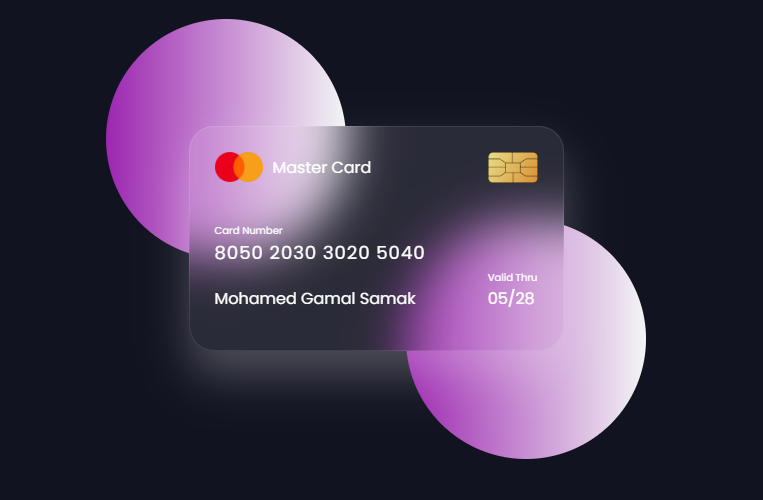 Master Card
Card Number
8050 2030 3020 5040
Valid Thru
Mohamed Gamal Samak
05/28